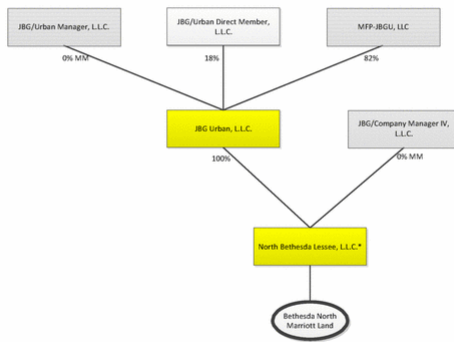 JBG/Urban Manager, L.L.C.
JBG/Urban Direct Member,
L.L.C.
MFP-JBGU, LLC
0% MM
18%
82%
JBG Urban, L.L.C.
JBG/Company Manager IV,
L.L.C.
100%
0% MM
North Bethesda Lessee, L.L.C.*
Bethesda North
Marriott Land